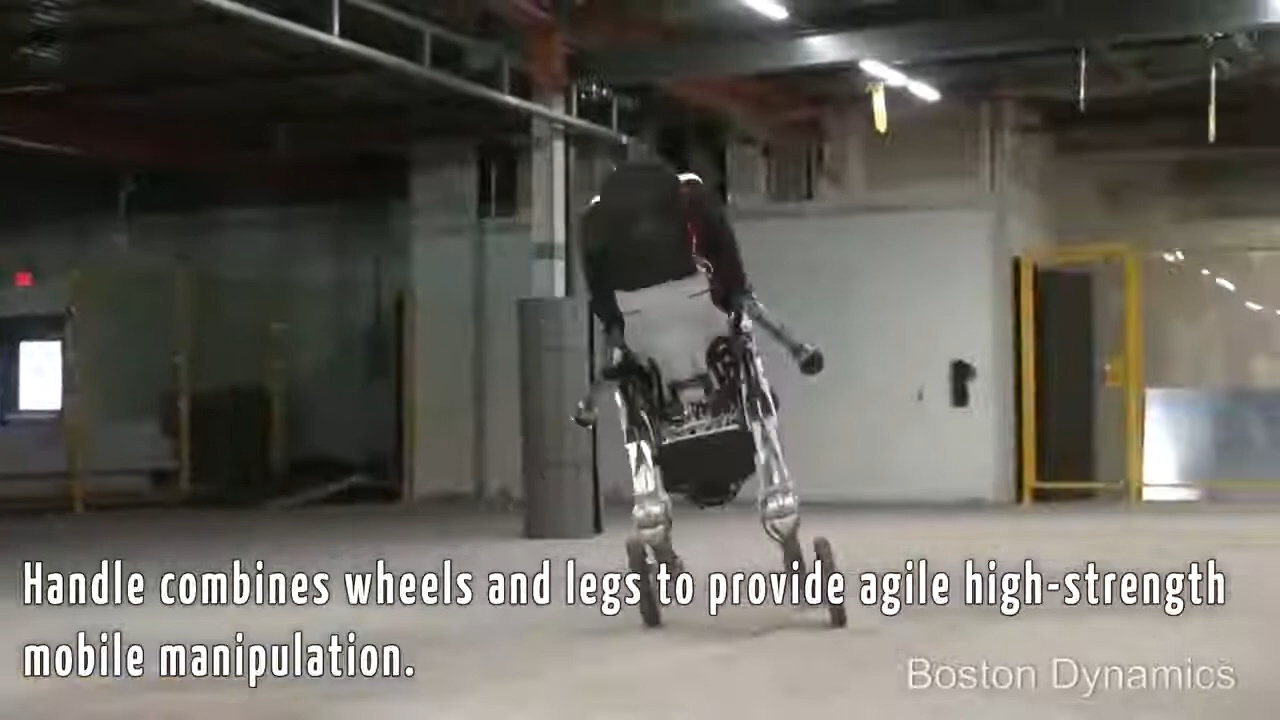 Handle combines wheels and legs to provide agile high-strength
mobile manipulation.
Boston Dynamics